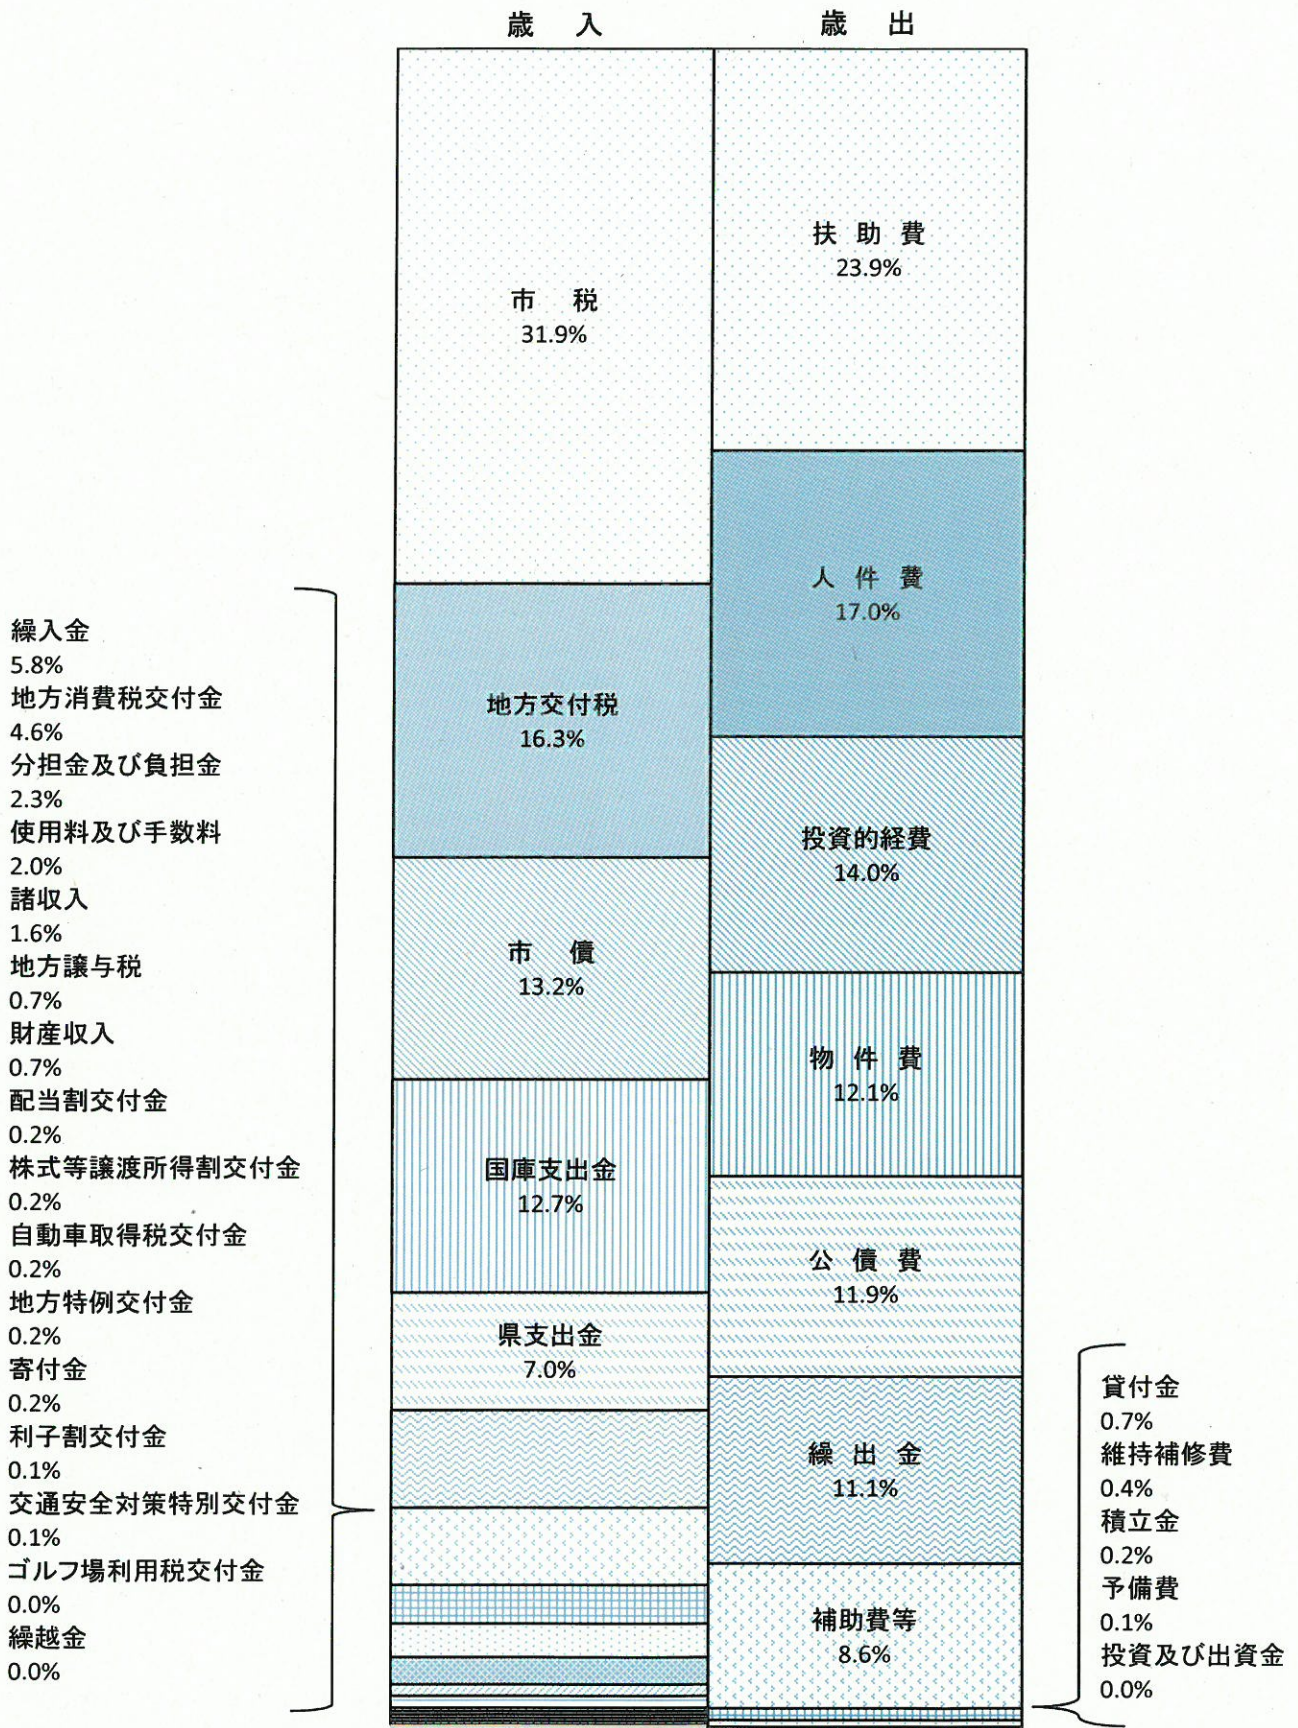 歳入
歳出
市税
31.9%
地方交付税
16.3%
市債
13.2%
国庫支出金
12.7%
県支出金
7.0%
繰入金
5.8%
地方消費税交付金
4.6%
分担金及び負担金
2.3%
使用料及び手数料
2.0%
諸収入
1.6%
地方譲与税
0.7%
財産収入
0.7%
配当割交付金
0.2%
株式等譲渡所得割交付金
0.2%
自動車取得税交付金
0.2%
地方特例交付金
0.2%
寄付金
0.2%
利子割交付金
0.1%
交通安全対策特別交付金
0.1%
ゴルフ場利用税交付金
0.0%
繰越金
0.0%
扶助費
23.9%
人件費
17.0%
投資的経費
14.0%
物件費
12.1%
公債費
11.9%
繰出金
11.1%
補助費等
8.6%
貸付金
0.7%
維持補修費
0.4%
積立金
0.2%
予備費
0.1%
投資及び出資金
0.0%